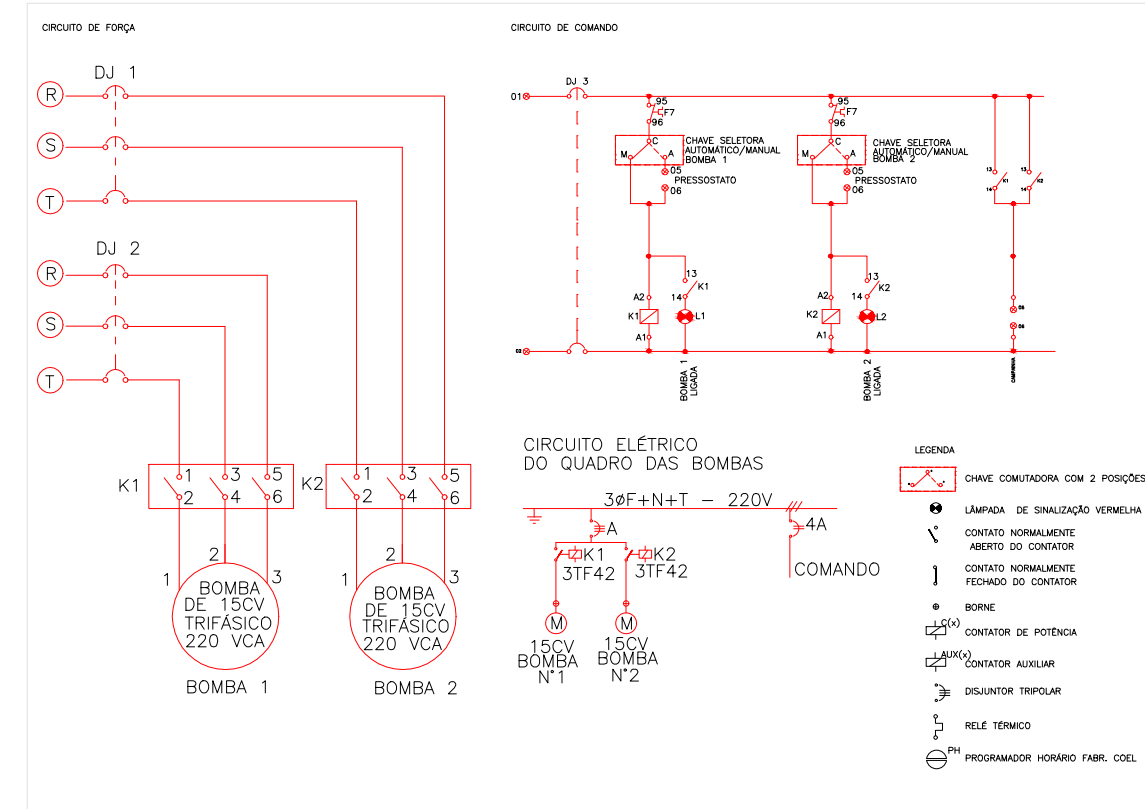 CIRCUITO DE FORÇA
DJ 1
R
S
T
DJ 2
R
S
T
K1
1
3
5
2
4
6
K2
1
3
5
2
4
6
1
2
3
BOMBA
DE 15CV
TRIFÁSICO
220 VCA
BOMBA 1
1
2
3
BOMBA
DE 15CV
TRIFÁSICO
220 VCA
BOMBA 2
CIRCUITO DE COMANDO
01
DJ 3
95
F7
96
C
M
A
CHAVE SELETORA
AUTOMÁTICO/MANUAL
BOMBA 1
05
PRESSOSTATO
06
13
K1
14
A2
K1
A1
L1
BOMBA 1
LIGADA
95
F7
96
C
M
A
CHAVE SELETORA
AUTOMÁTICO/MANUAL
BOMBA 2
05
PRESSOSTATO
06
13
K2
14
A2
K2
A1
L2
BOMBA 2
LIGADA
13
K1
14
13
K2
14
02
CAMPAINHA
CIRCUITO ELÉTRICO
DO QUADRO DAS BOMBAS
3øF+N+T – 220V
A
4A
K1
3TF42
K2
3TF42
COMANDO
M
15CV
BOMBA
N°1
M
15CV
BOMBA
N°2
LEGENDA
CHAVE COMUTADORA COM 2 POSIÇÕES
LÂMPADA DE SINALIZAÇÃO VERMELHA
CONTATO NORMALMENTE
ABERTO DO CONTATOR
CONTATO NORMALMENTE
FECHADO DO CONTATOR
BORNE
C(x)
CONTATOR DE POTÊNCIA
AUX(x)
CONTATOR AUXILIAR
DISJUNTOR TRIPOLAR
RELÉ TÉRMICO
PH
PROGRAMADOR HORÁRIO FABR. COEL